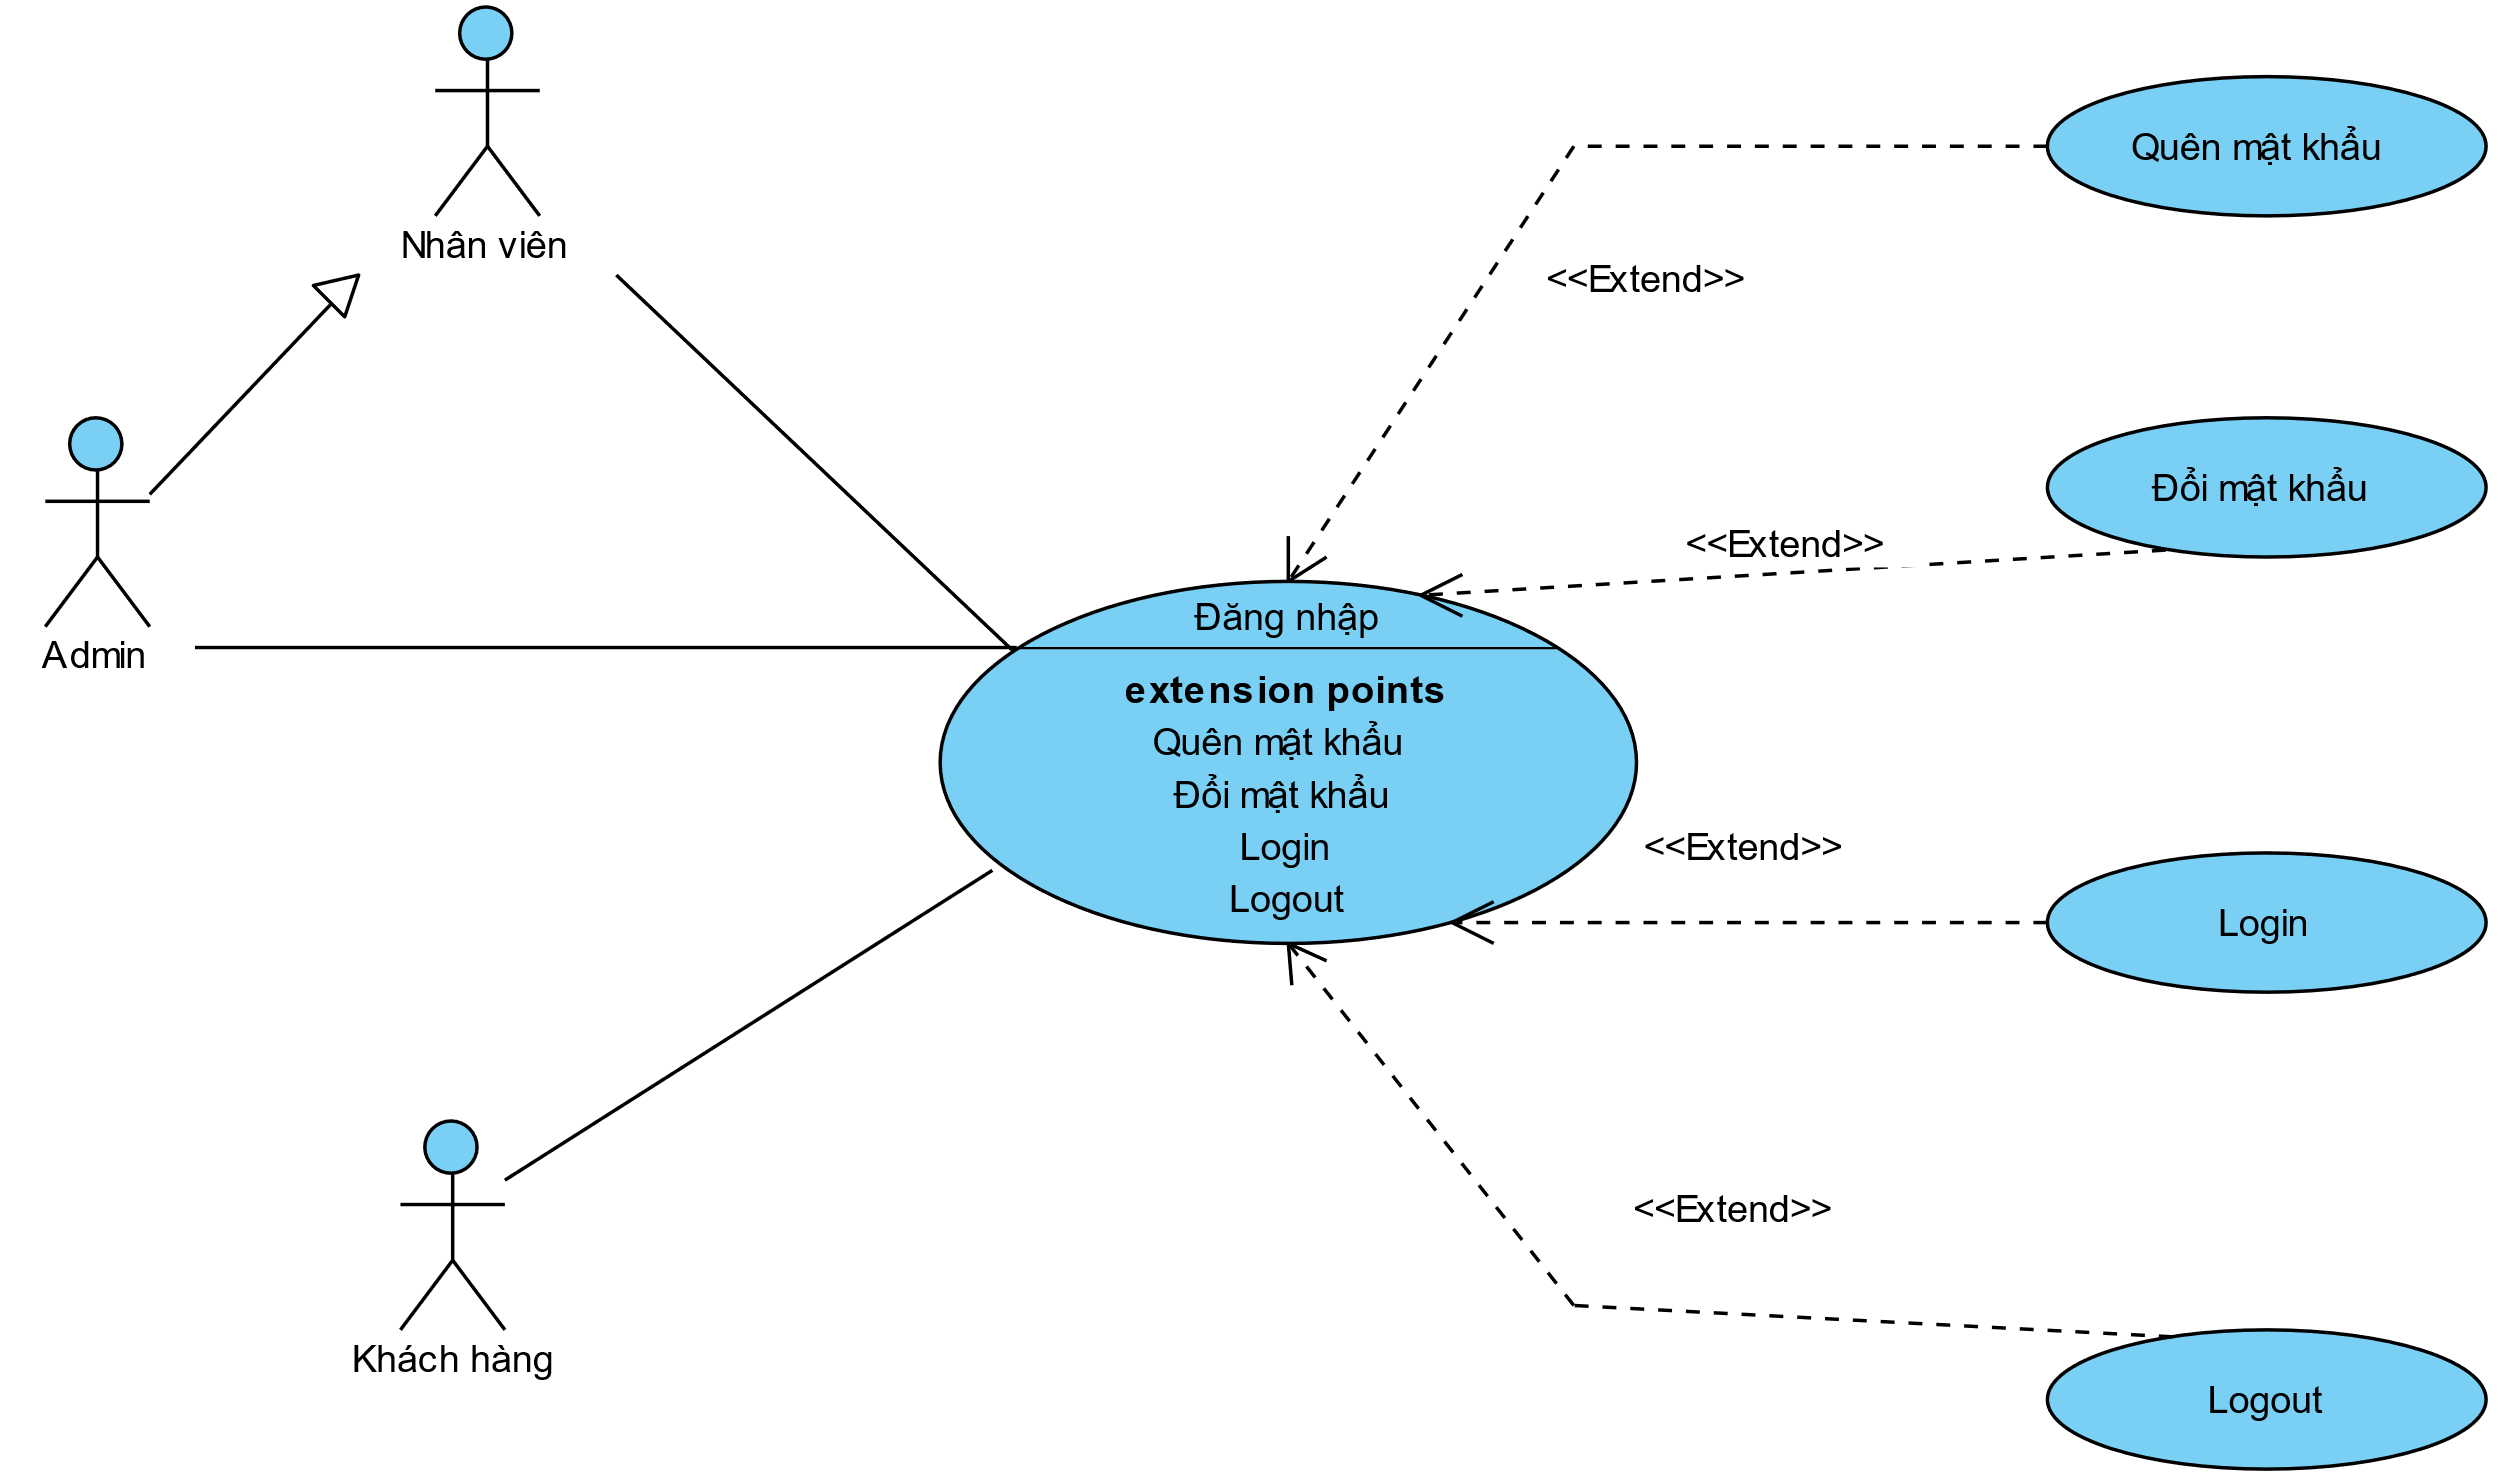 Nhân viên
Quên mật khẩu
<<Extend>>
Đổi mật khẩu
<<Extend>>
Admin
Đăng nhập
extension points
Quên mật khẩu
Đổi mật khẩu
Login
Logout
<<Extend>>
Login
<<Extend>>
Khách hàng
Logout